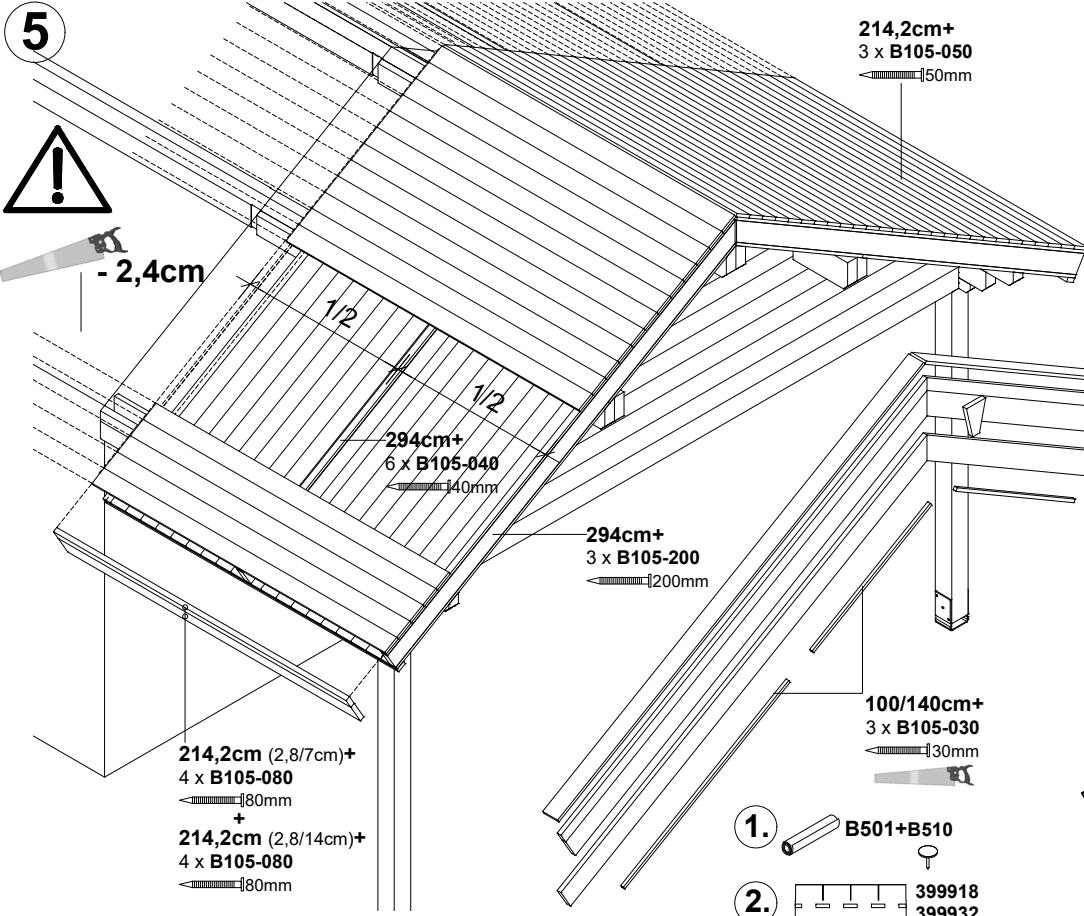 5
214,2cm+
3 x B105-050
50mm
- 2,4cm
1/2
1/2
294cm+
6 x B105-040
40mm
294cm+
3 x B105-200
200mm
214,2cm (2,8/7cm)+
4 x B105-080
80mm
+
214,2cm (2,8/14cm)+
4 x B105-080
80mm
100/140cm+
3 x B105-030
30mm
1.
B501+B510
2.
399918
399932